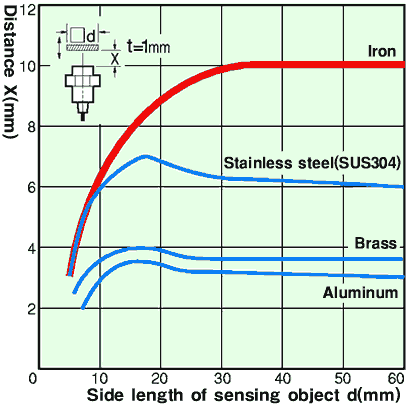 Distance X(mm)
12
10
8
6
4
2
0
d
t=1mm
X
Iron
Stainless steel(SUS304)
Brass
Aluminum
10 20 30 40 50 60
Side length of sensing object d(mm)